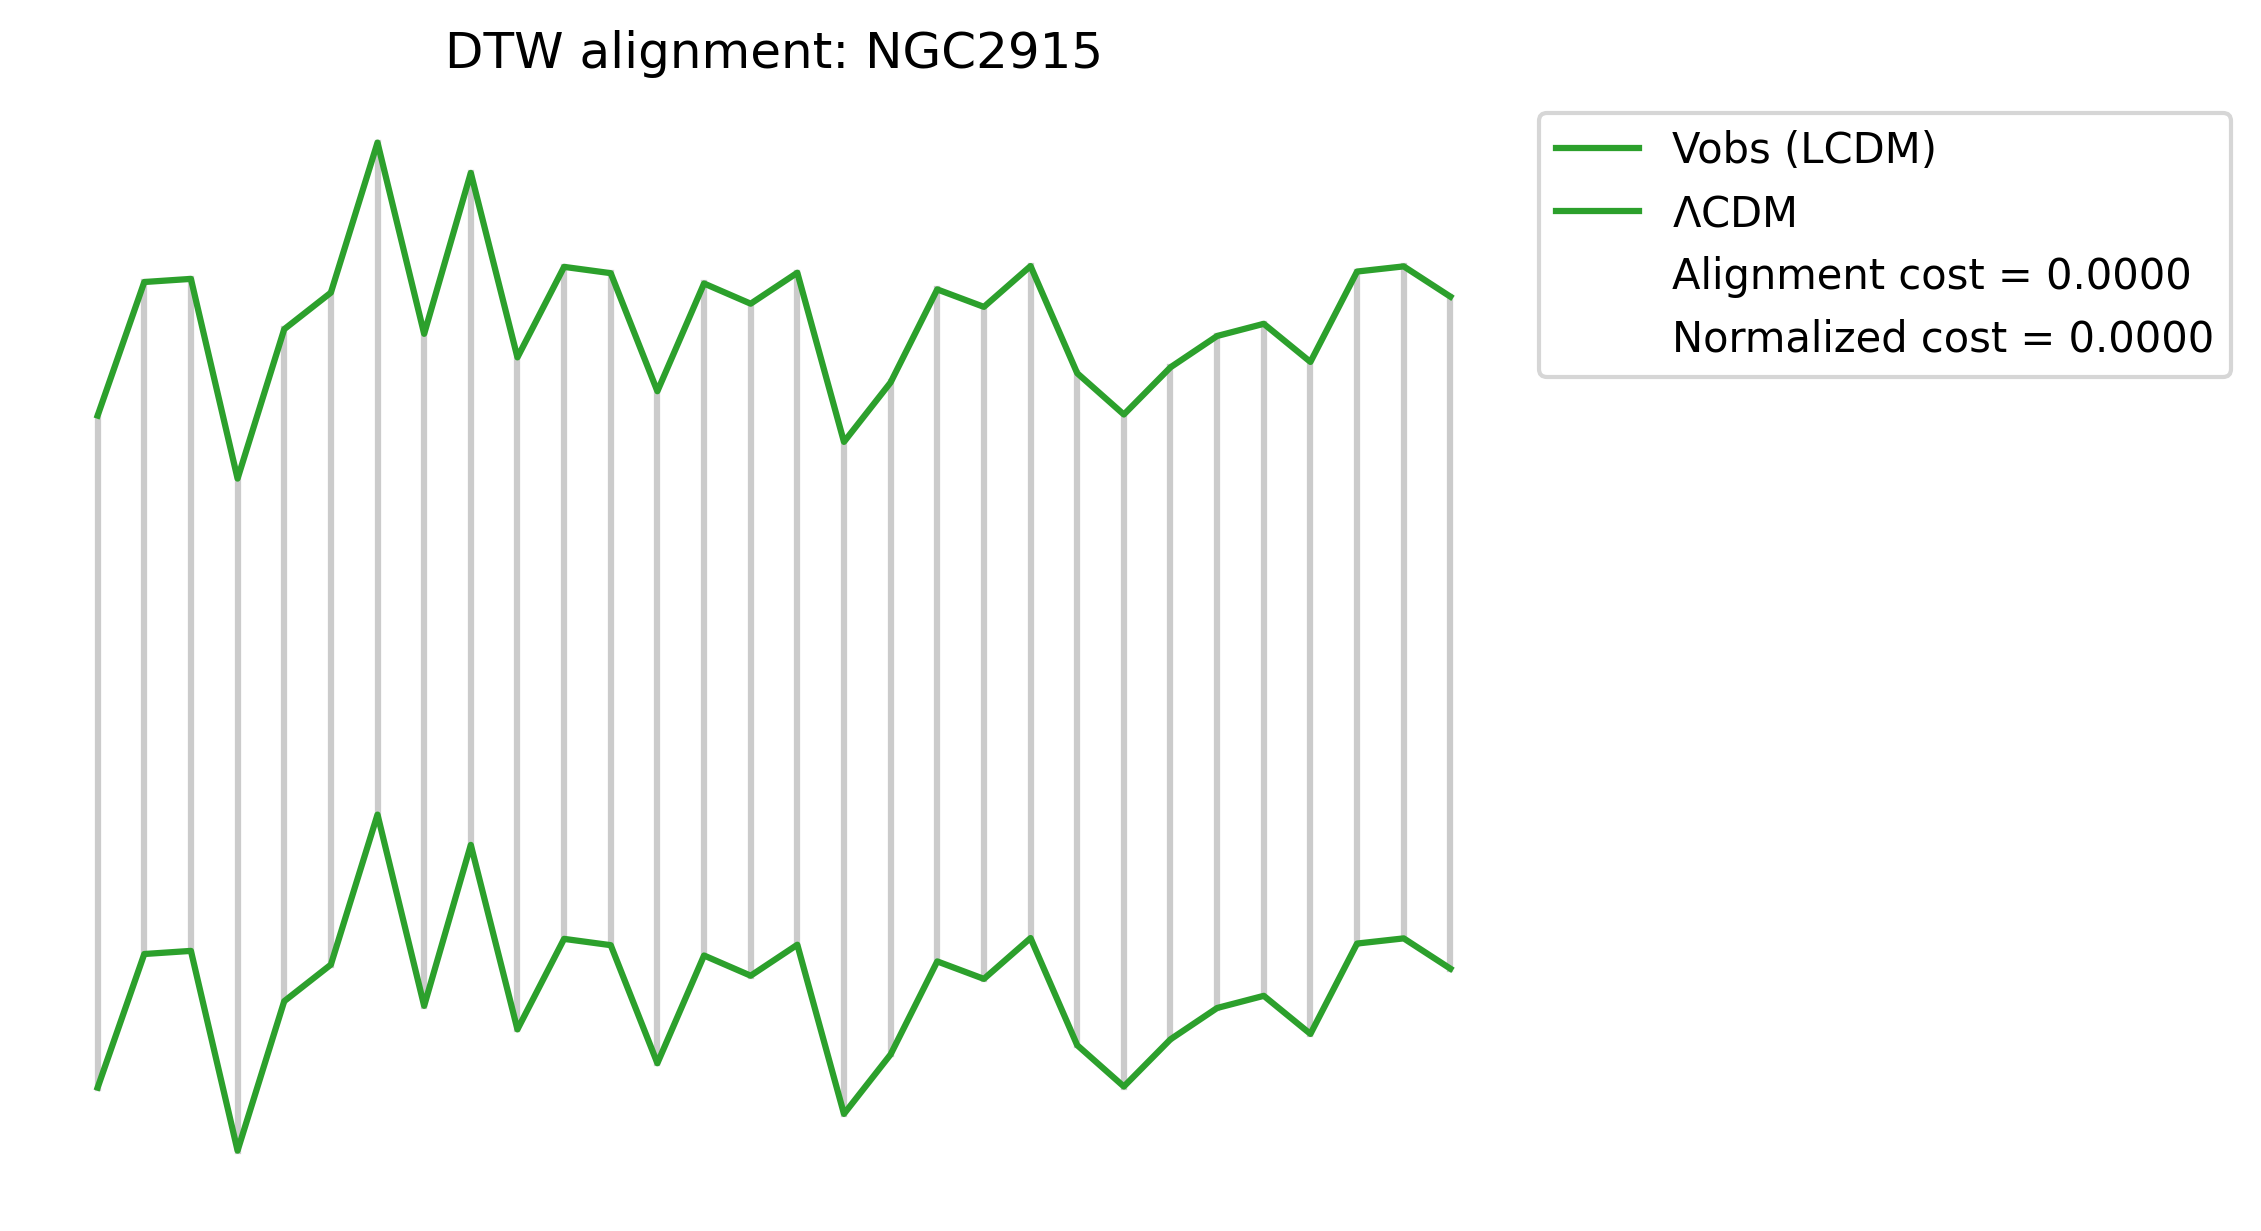 DTW alignment: NGC2915
Vobs (LCDM)
ΛCDM
Alignment cost = 0.0000
Normalized cost = 0.0000